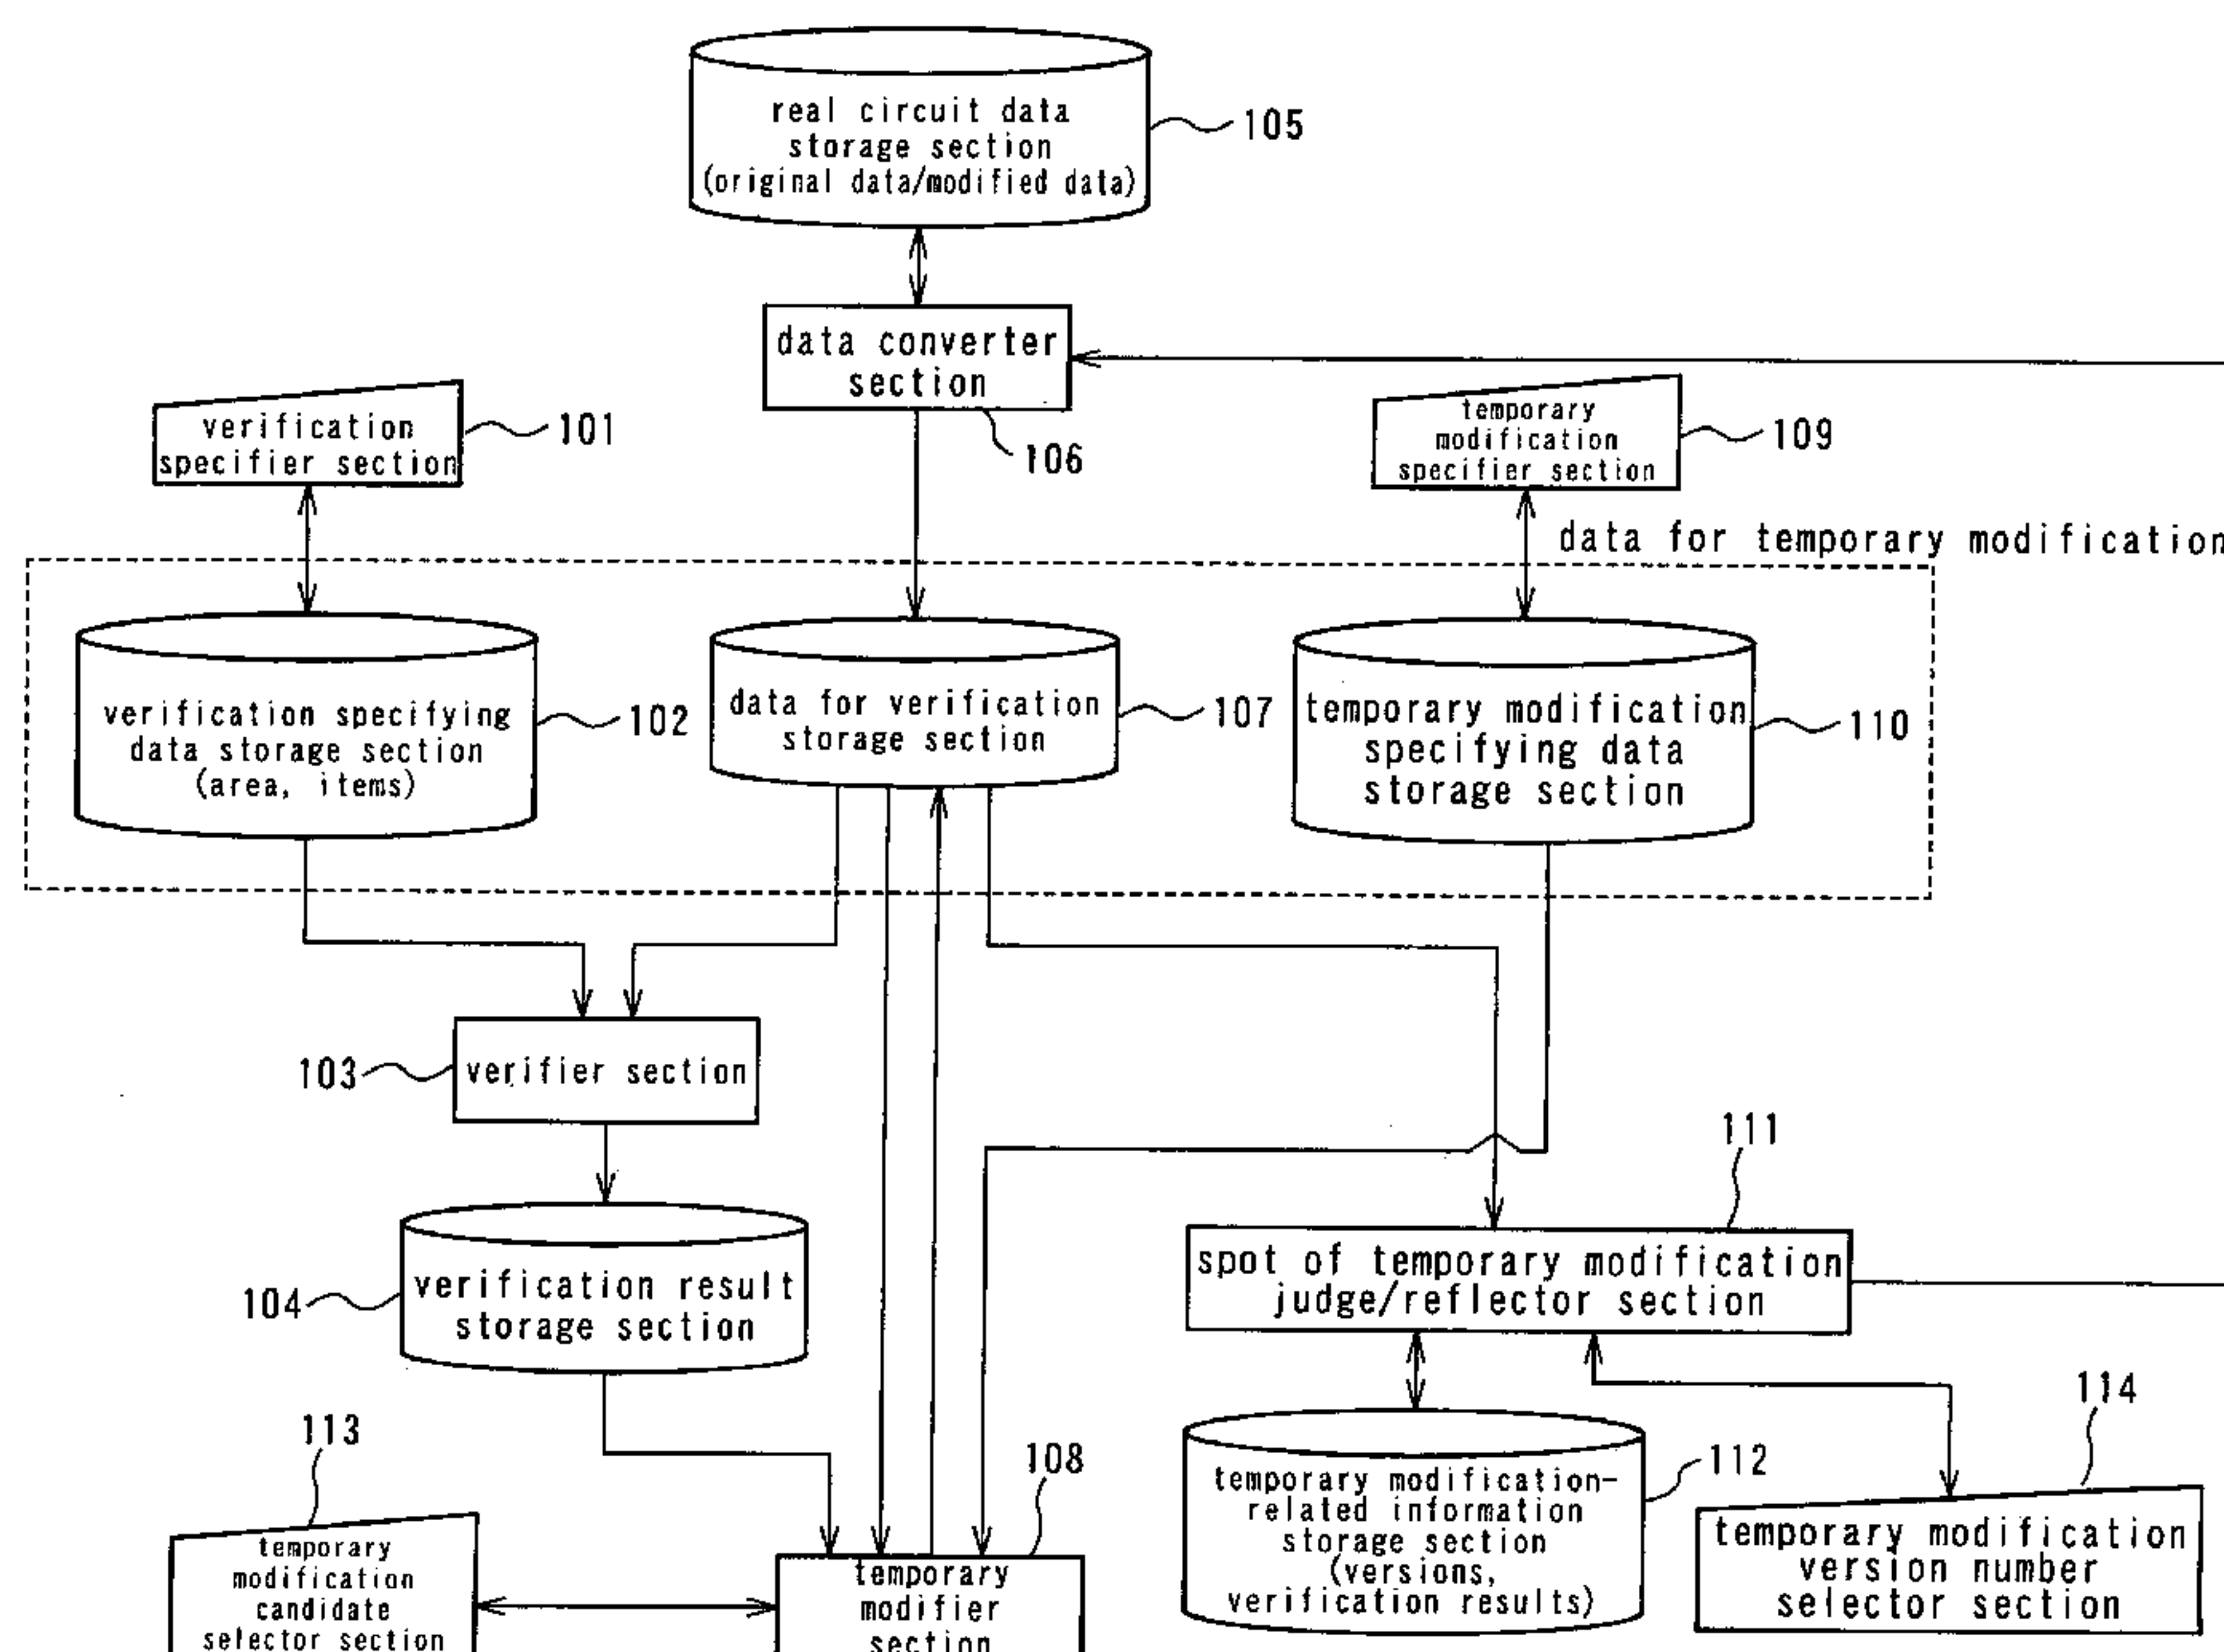 real circuit data
storage section
(original data/modified data)
105
data converter
section
106
verification
specifier section
101
temporary
modification
specifier section
109
data for temporary modification
verification specifying
data storage section
(area, items)
102
data for verification
storage section
107
temporary modification
specifying data
storage section
110
103
verifier section
111
spot of temporary modification
judge/reflector section
104
verification result
storage section
113
temporary
modification
candidate
selector section
108
temporary
modifier
section
temporary modification-
related information
storage section
(versions,
verification results)
112
114
temporary modification
version number
selector section